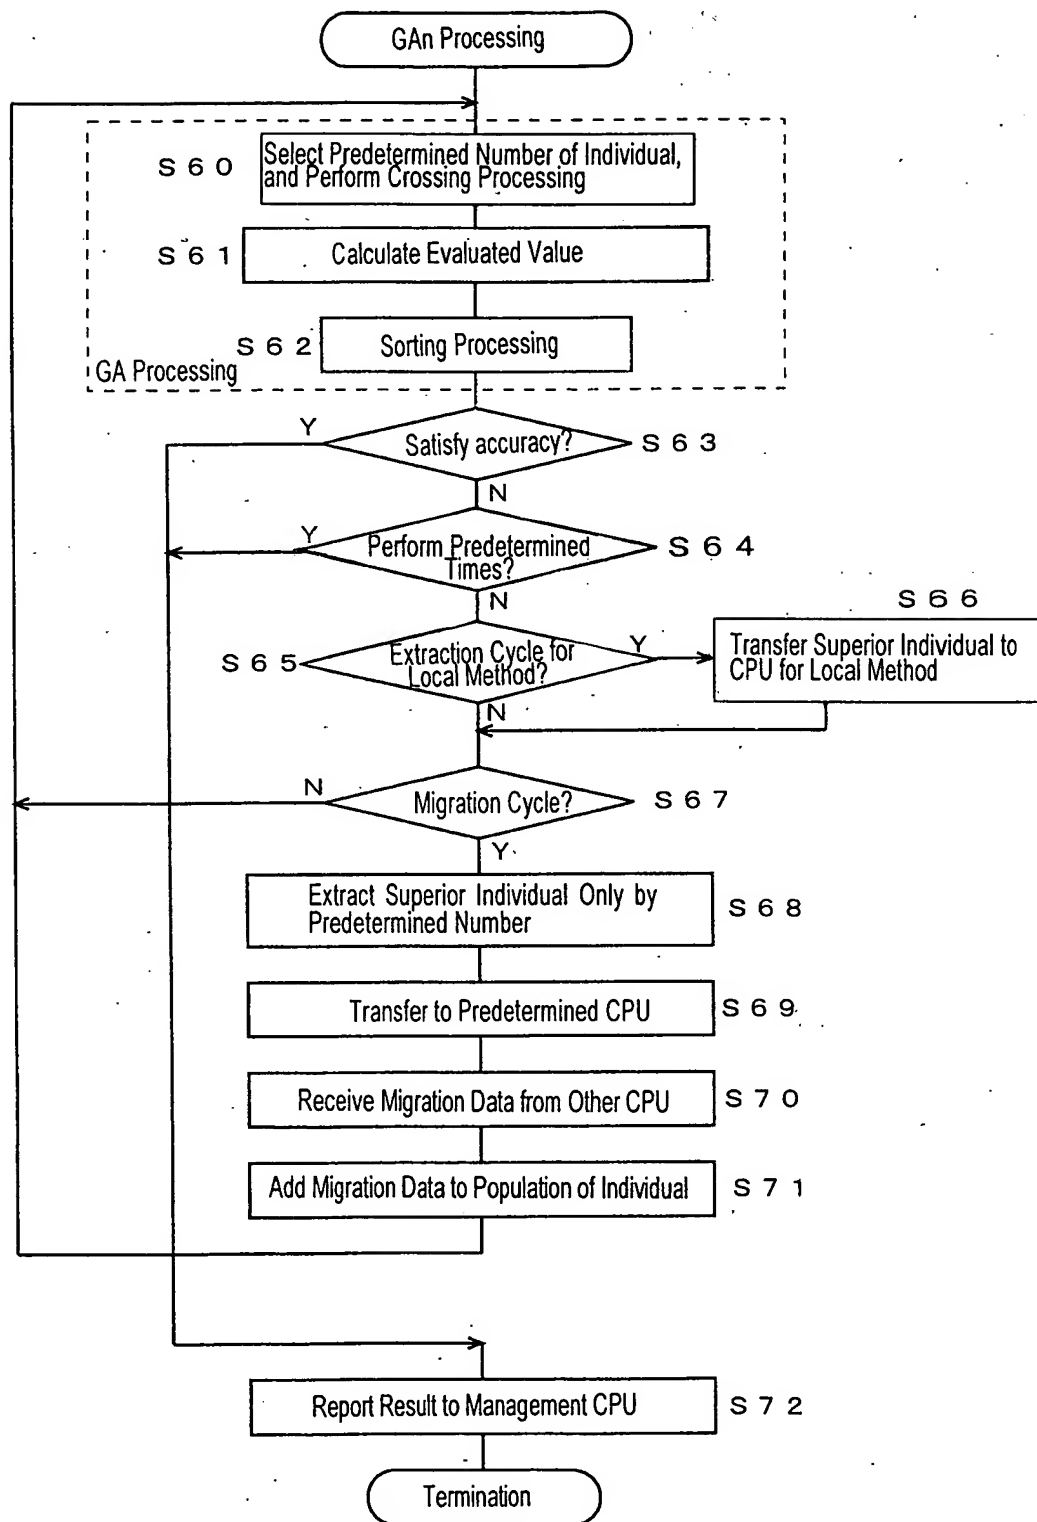 GAn Processing
S60
Select Predetermined Number of Individual,
and Perform Crossing Processing
S61
Calculate Evaluated Value
S62
Sorting Processing
GA Processing
Y
Satisfy accuracy?
S63
N
Y
Perform Predetermined
Times?
S64
N
S66
S65
Extraction Cycle for
Local Method?
Y
Transfer Superior Individual to
CPU for Local Method
N
N
Migration Cycle?
S67
Y
Extract Superior Individual Only by
Predetermined Number
S68
Transfer to Predetermined CPU
S69
Receive Migration Data from Other CPU
S70
Add Migration Data to Population of Individual
S71
Report Result to Management CPU
S72
Termination